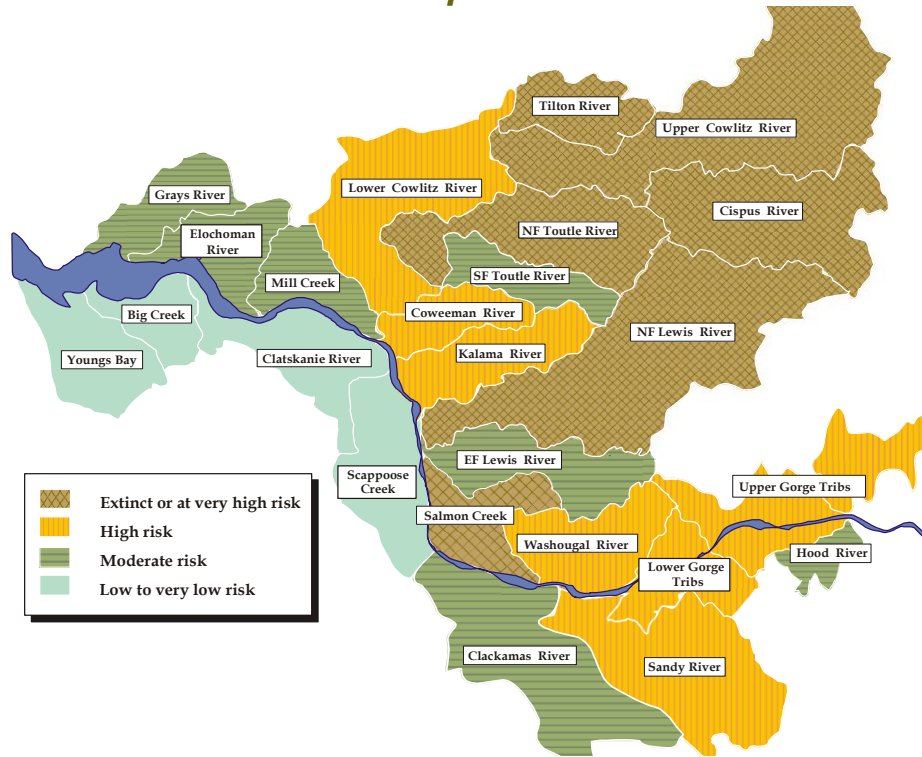 Tilton River
Upper Cowlitz River
Lower Cowlitz River
Grays River
Cispus River
NF Toutle River
Elochoman
River
SF Toutle River
Mill Creek
Big Creek
Coweeman River
NF Lewis River
Youngs Bay
Clatskanie River
Kalama River
EF Lewis River
Scappoose
Creek
Upper Gorge Tribs
Salmon Creek
Washougal River
Hood River
Lower Gorge
Tribs
Clackamas River
Sandy River
Extinct or at very high risk
High risk
Moderate risk
Low to very low risk